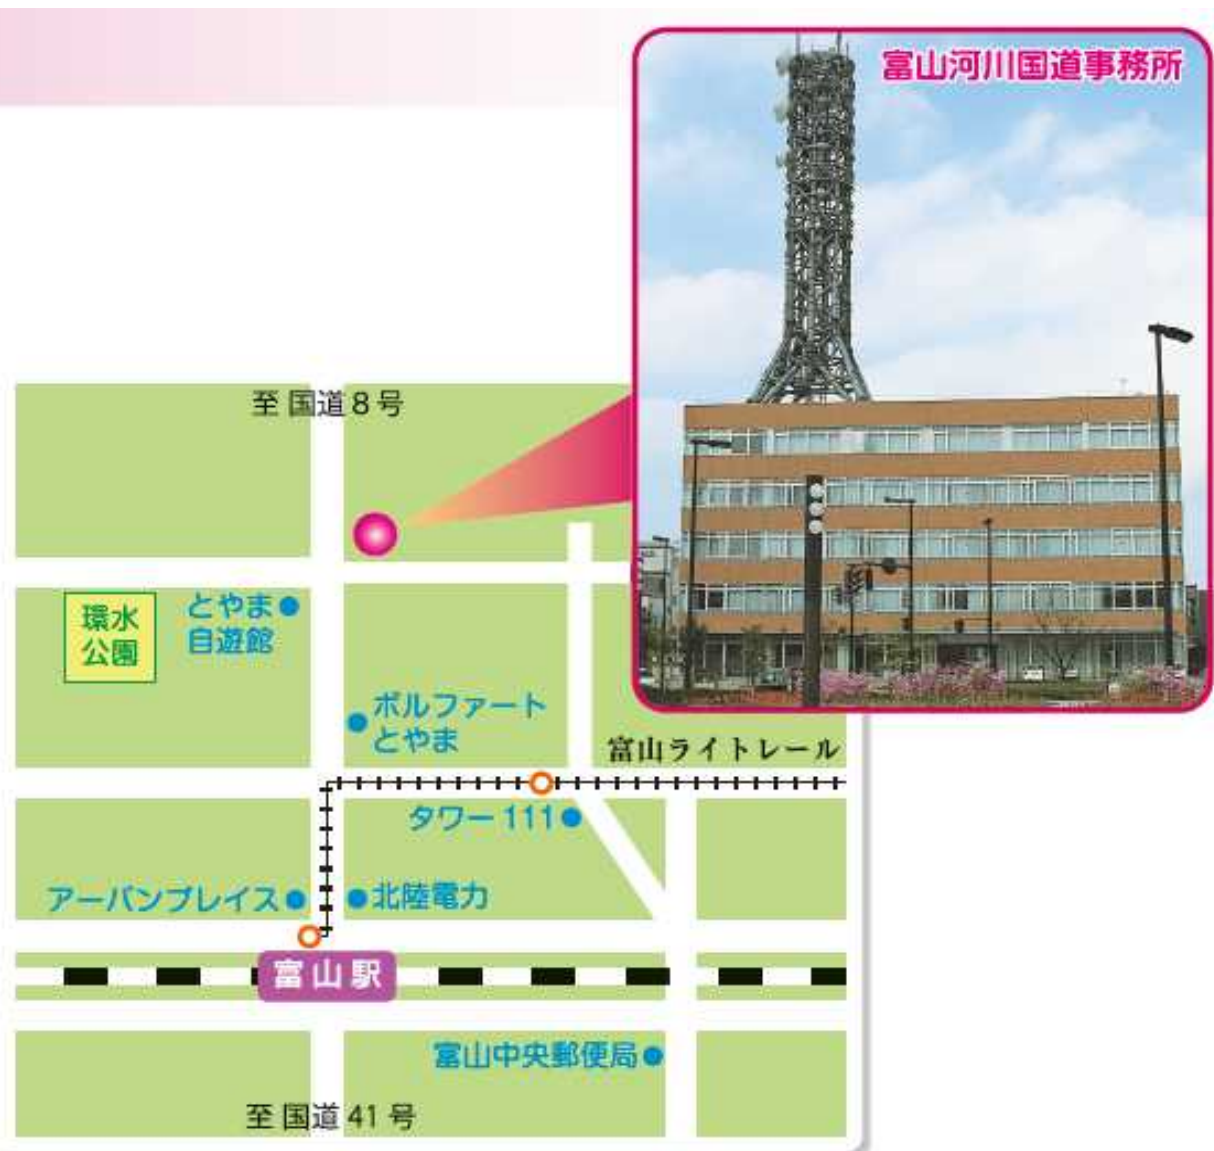 富山河川国道事務所
至 国道 8 号
環水
公園
とやま
自遊館
ボルファート
とやま
富山ライトレール
タワー 111
アーバンプレイス
北陸電力
富山駅
富山中央郵便局
至 国道 41 号